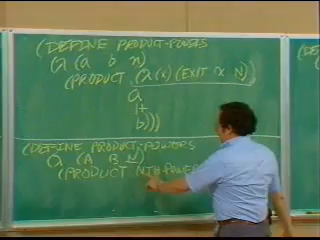 (DEFINE PRODUCT-POWERS
(λ (a b n)
(PRODUCT (λ(x)(EXPT x N))
a
1+
b)))
(DEFINE PRODUCT-POWERS
(A B N)
(PRODUCT NTH-POWER